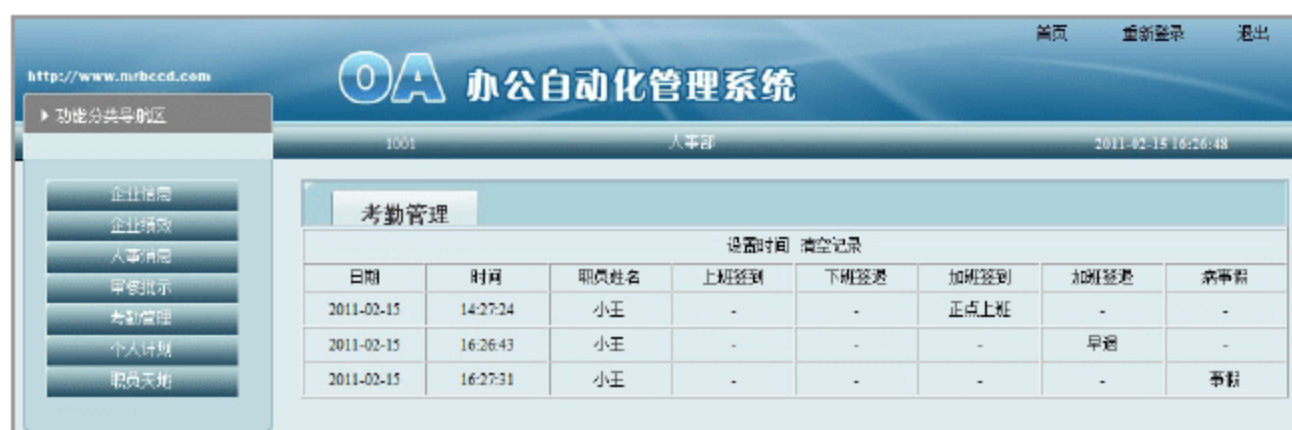 首页 重新登录 退出
http://www.mrbccd.com
OA 办公自动化管理系统
功能分类导航区
1001 人事部 2011-02-15 16:26:48
企业信息
企业绩效
人事消息
审核批示
考勤管理
个人计划
职员天地
考勤管理
设置时间 清空记录
日期 时间 职员姓名 上班签到 下班签退 加班签到 加班签退 病事假
2011-02-15 14:27:24 小王 - - 正点上班 - -
2011-02-15 16:26:43 小王 - - - 早退 -
2011-02-15 16:27:31 小王 - - - - 事假